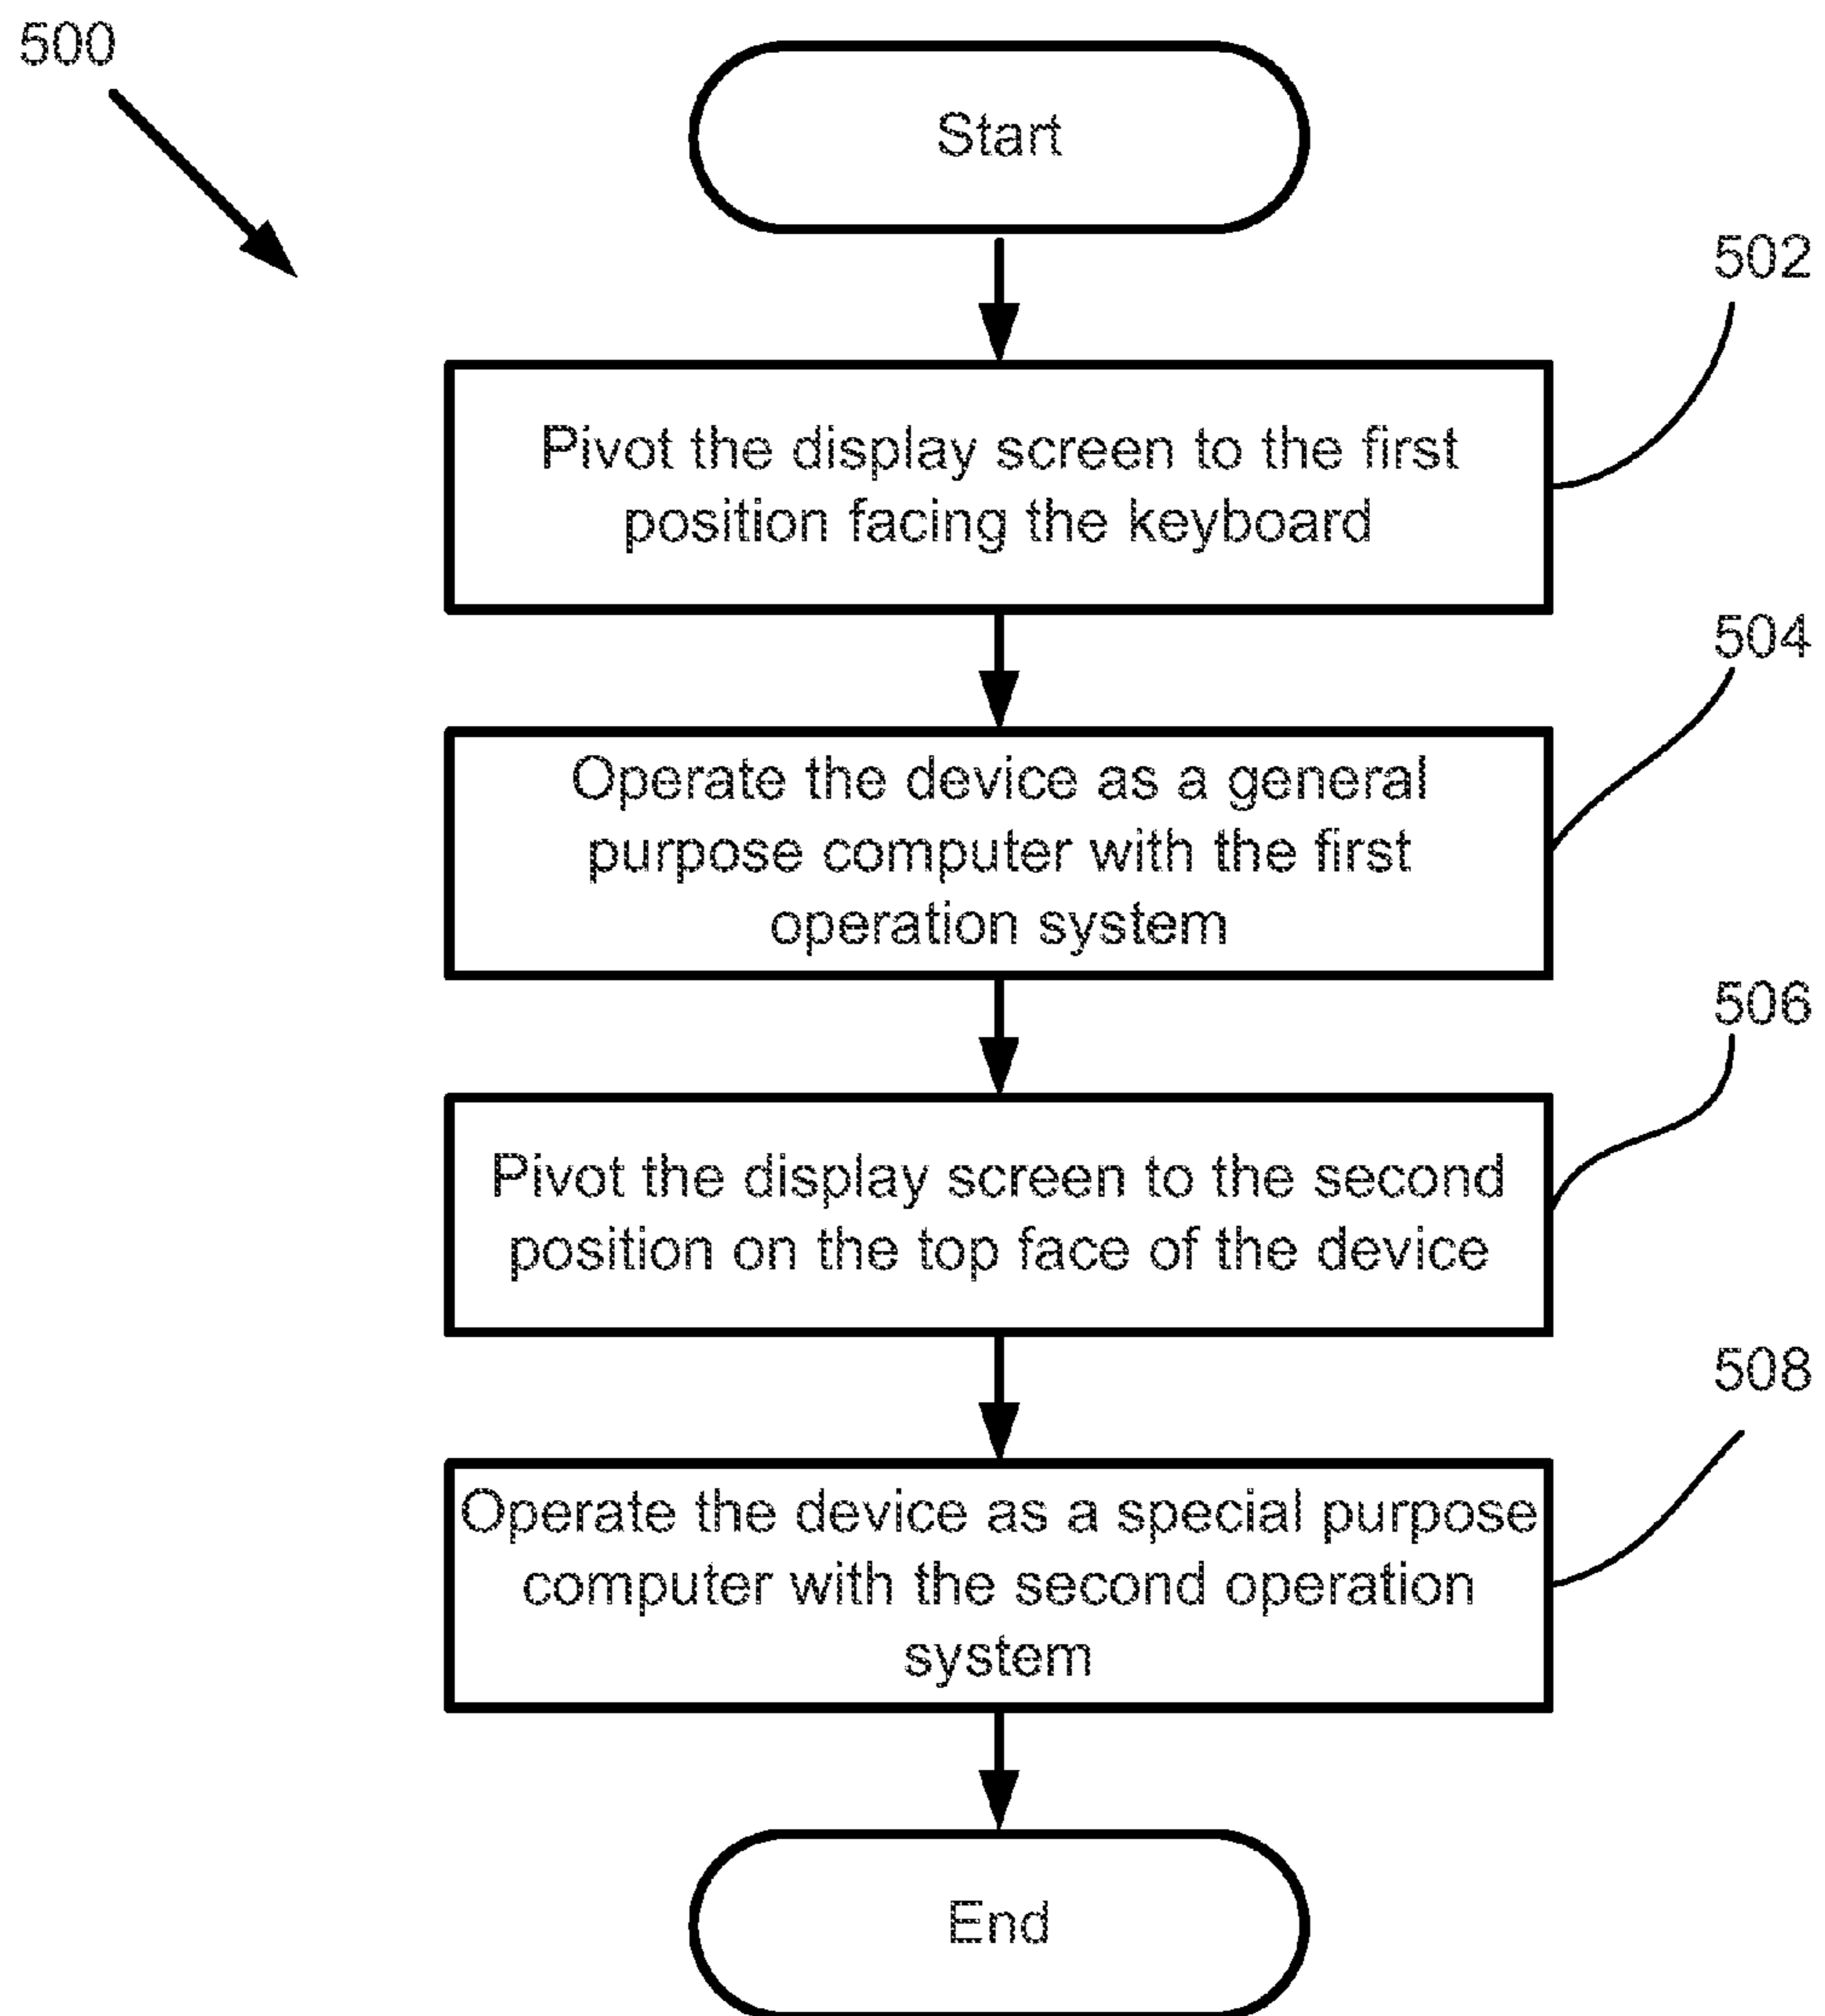 500
Start
502
Pivot the display screen to the first
position facing the keyboard
504
Operate the device as a general
purpose computer with the first
operation system
506
Pivot the display screen to the second
position on the top face of the device
508
Operate the device as a special purpose
computer with the second operation
system
End